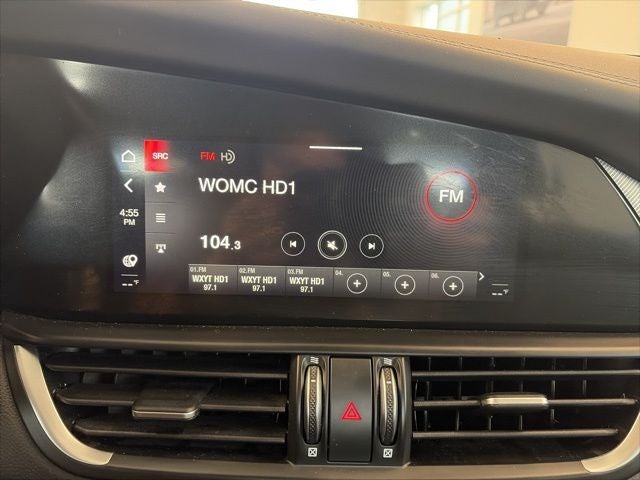 SRC
FM HD
WOMC HD1
FM
4:55
PM
104.3
01.FM 02.FM 03.FM 04. 05. 06.
WXYT HD1 WXYT HD1 WXYT HD1
97.1 97.1 97.1
--°F --°F